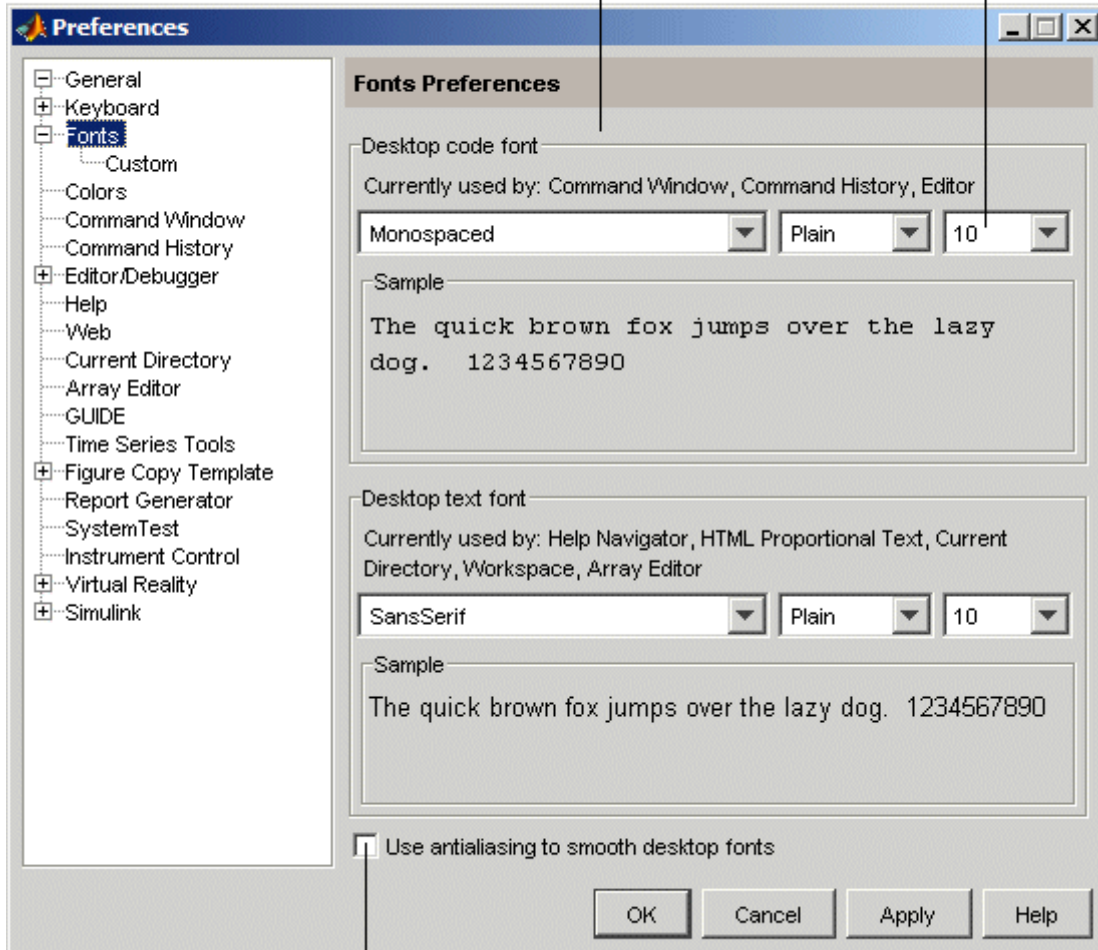 Preferences
General
Keyboard
Fonts
Custom
Colors
Command Window
Command History
Editor/Debugger
Help
Web
Current Directory
Array Editor
GUIDE
Time Series Tools
Figure Copy Template
Report Generator
SystemTest
Instrument Control
Virtual Reality
Simulink
Fonts Preferences
Desktop code font
Currently used by: Command Window, Command History, Editor
Monospaced Plain 10
Sample
The quick brown fox jumps over the lazy
dog. 1234567890
Desktop text font
Currently used by: Help Navigator, HTML Proportional Text, Current
Directory, Workspace, Array Editor
SansSerif Plain 10
Sample
The quick brown fox jumps over the lazy dog. 1234567890
Use antialiasing to smooth desktop fonts
OK Cancel Apply Help